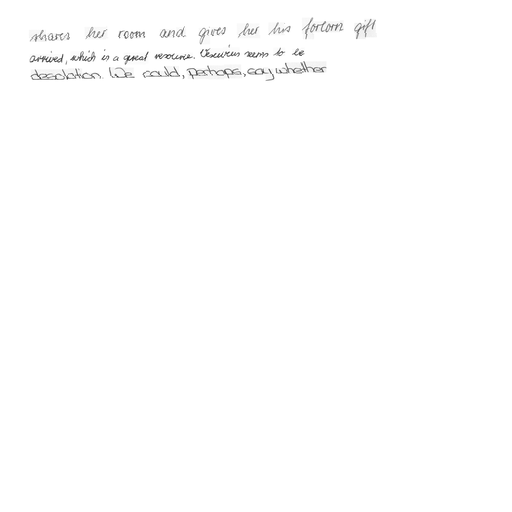 shares her room and gives her his forlorn gift
arrived, which is a great resource. Vesuvius seems to be
desolation. We could, perhaps, say whether